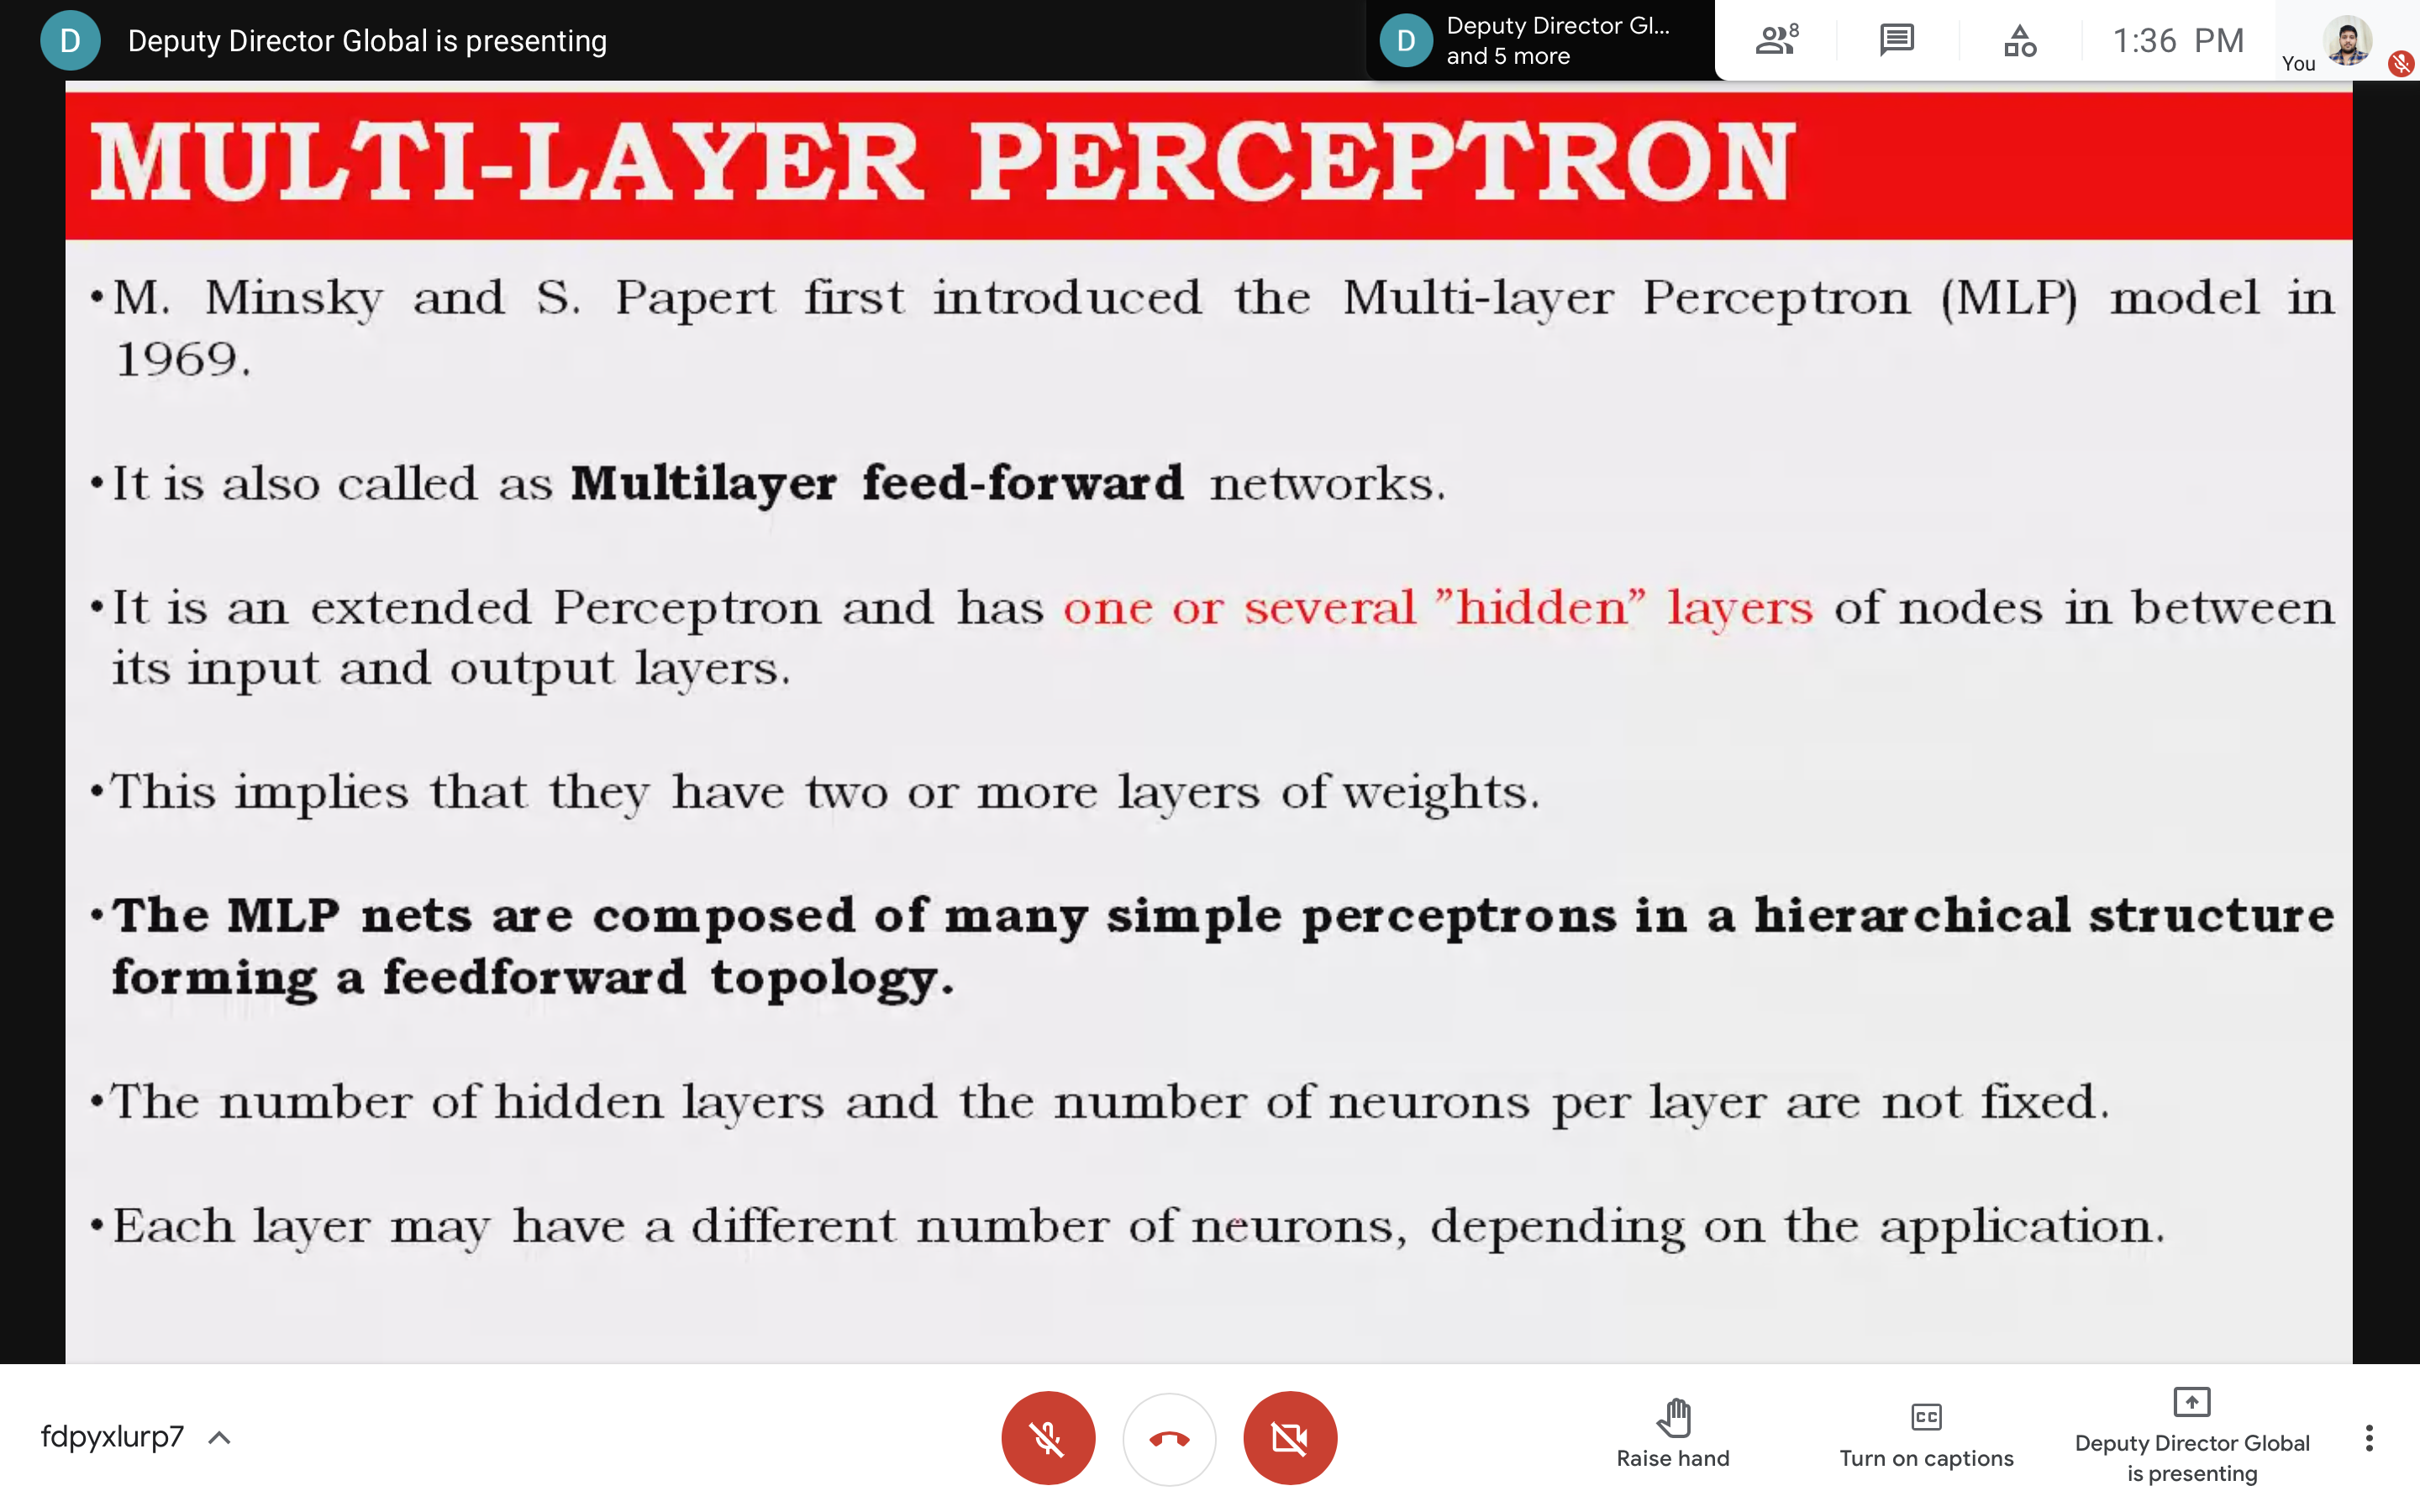 D Deputy Director Global is presenting
D Deputy Director Gl...
and 5 more
8
1:36 PM
You
MULTI-LAYER PERCEPTRON
•M. Minsky and S. Papert first introduced the Multi-layer Perceptron (MLP) model in
1969.
•It is also called as Multilayer feed-forward networks.
•It is an extended Perceptron and has one or several ”hidden” layers of nodes in between
its input and output layers.
•This implies that they have two or more layers of weights.
•The MLP nets are composed of many simple perceptrons in a hierarchical structure
forming a feedforward topology.
•The number of hidden layers and the number of neurons per layer are not fixed.
•Each layer may have a different number of neurons, depending on the application.
fdpyxlurp7
Raise hand
CC
Turn on captions
Deputy Director Global
is presenting